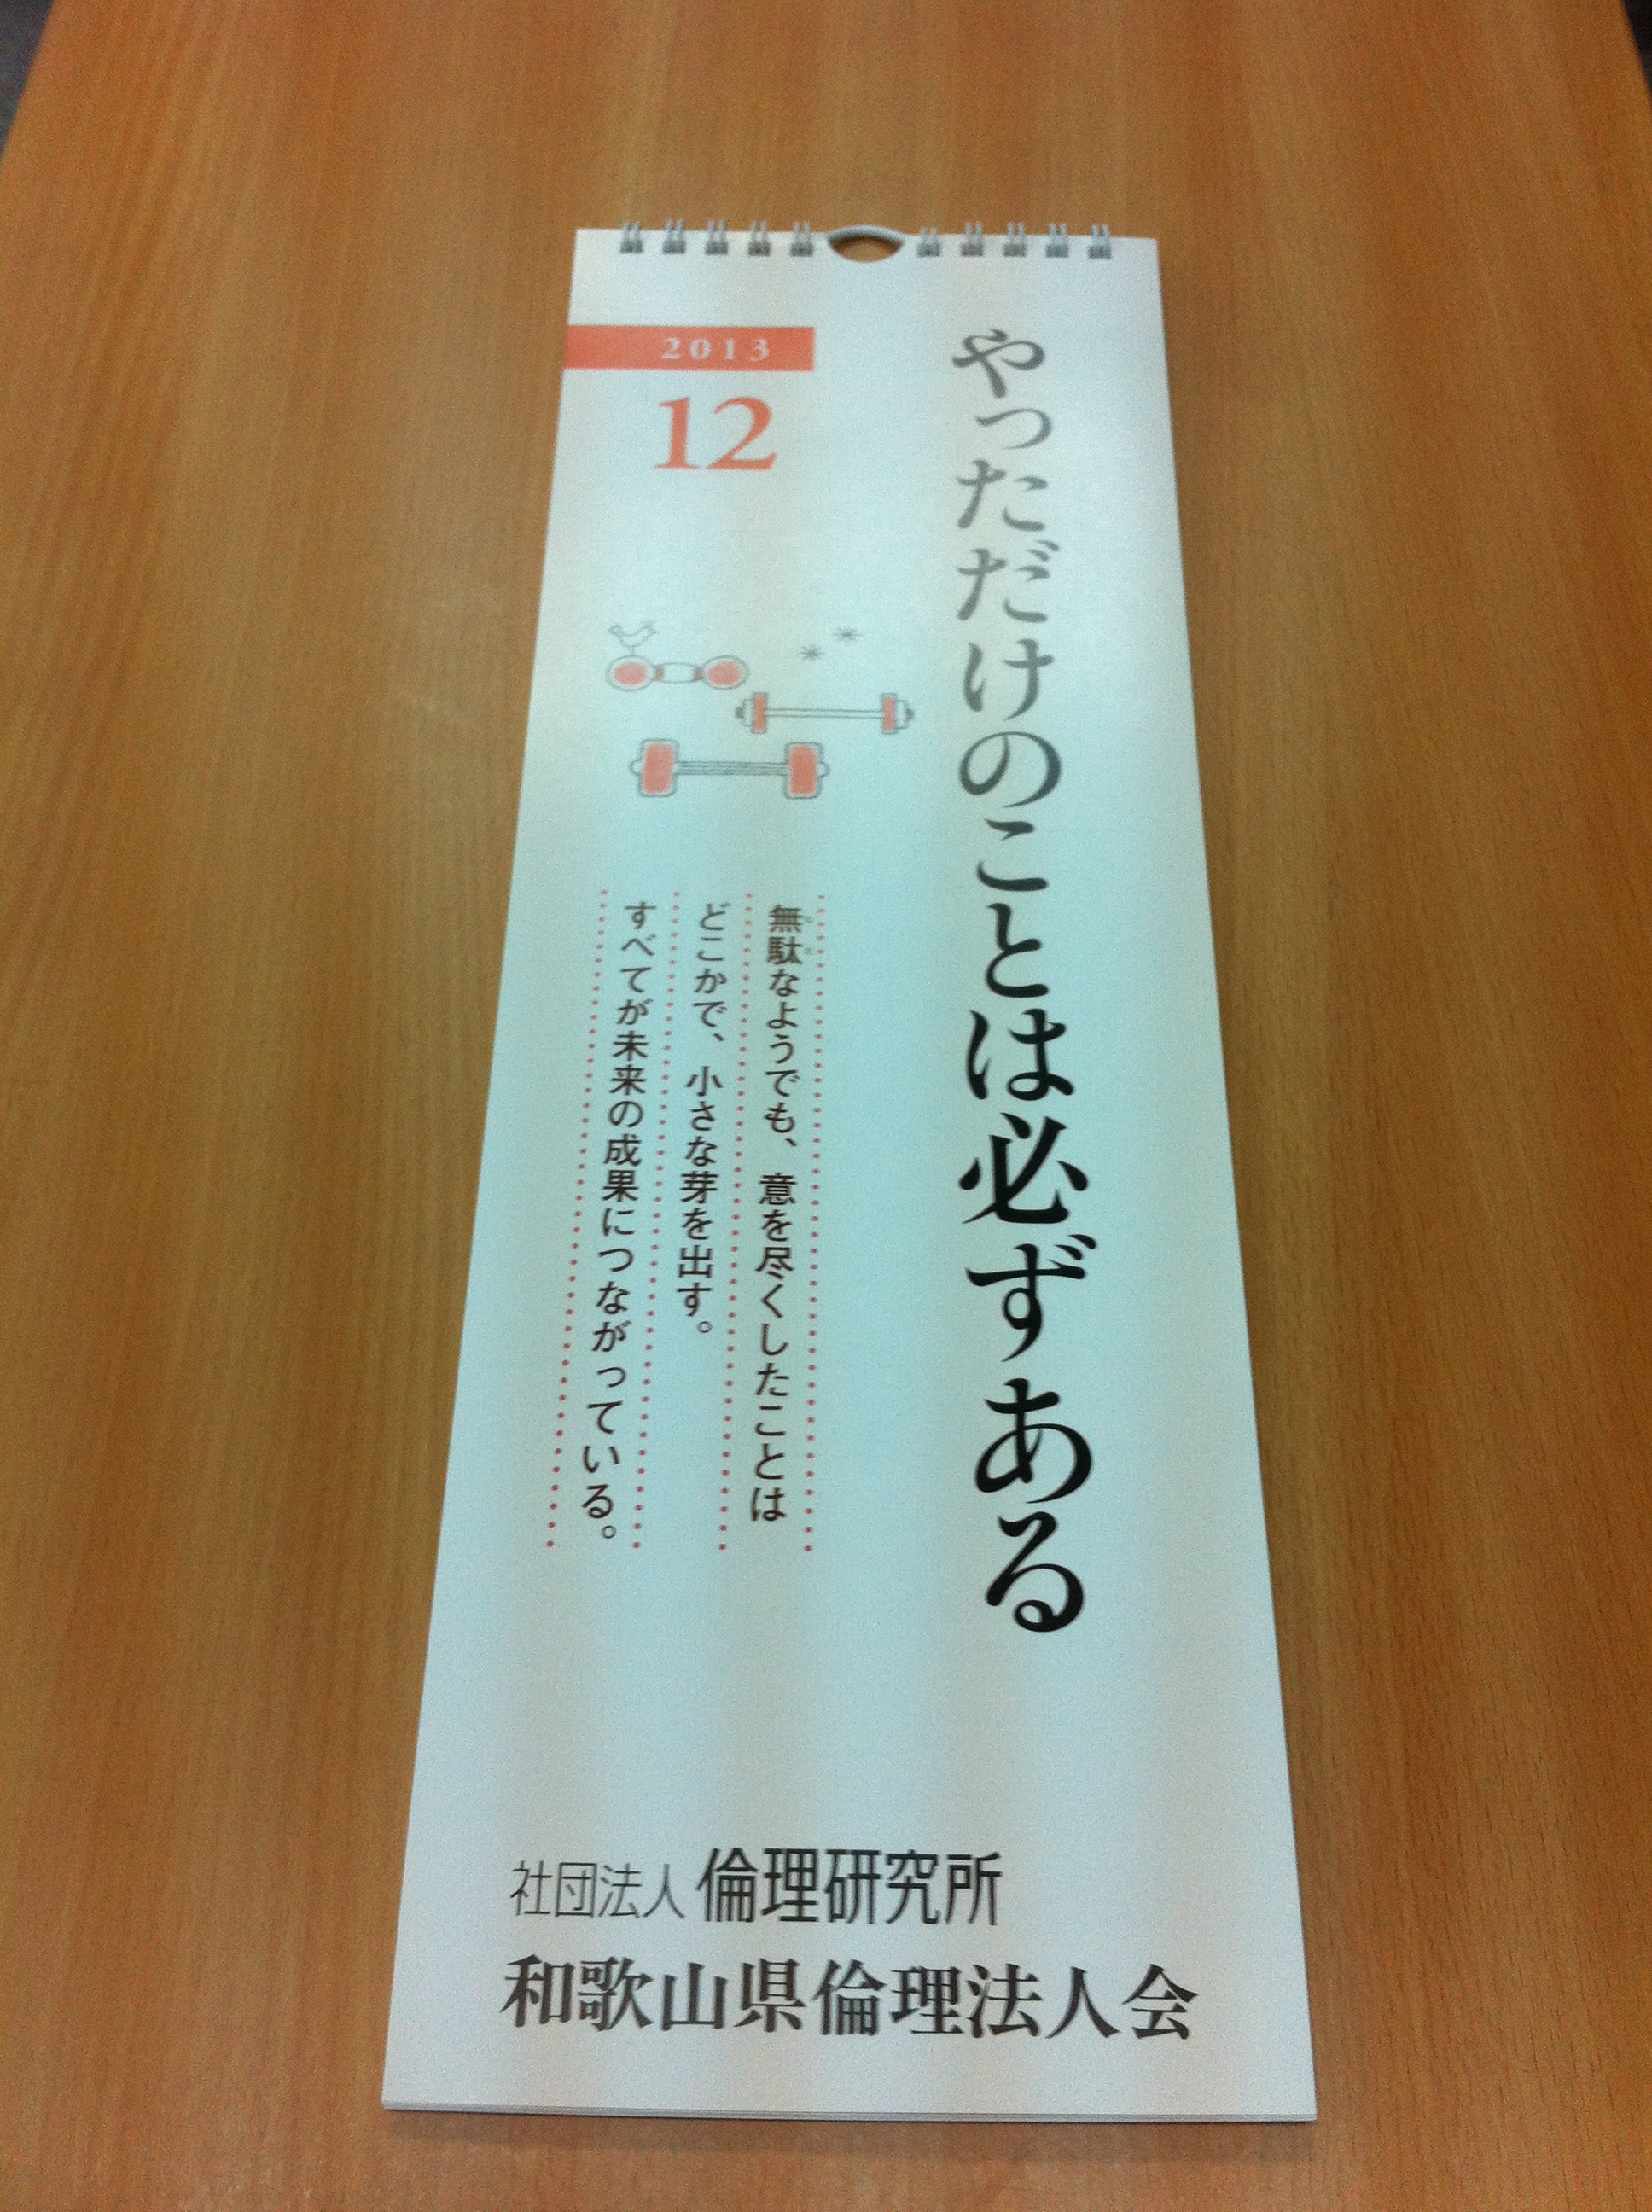 2013
12
やっただけのことは必ずある
無駄なようでも、意を尽くしたことは
どこかで、小さな芽を出す。
すべてが未来の成果につながっている。
社団法人 倫理研究所
和歌山県倫理法人会